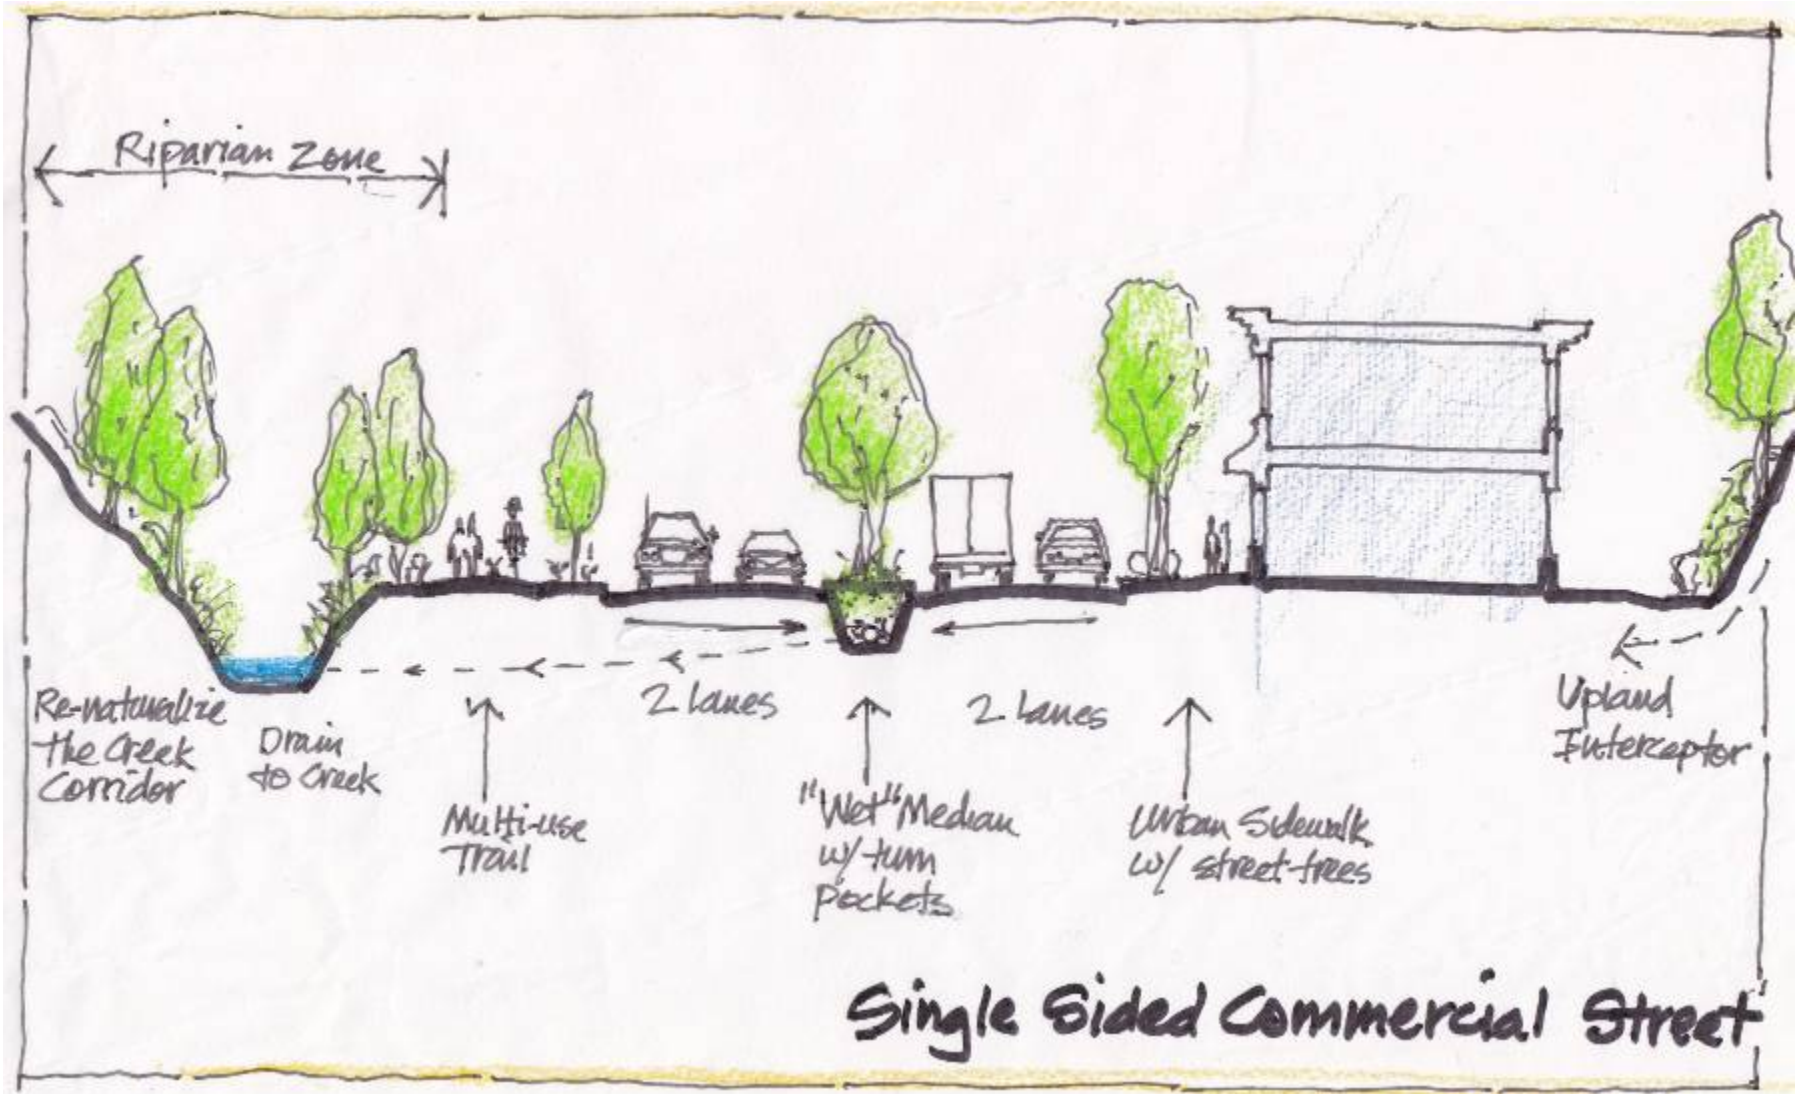 Riparian Zone
Re-naturalize
The Creek
Corridor
Drain
to Creek
Multi-use
Trail
2 Lanes
"Wet" Median
w/ turn
pockets
2 Lanes
Urban Sidewalk
w/ street-trees
Upland
Interceptor
Single Sided Commercial Street